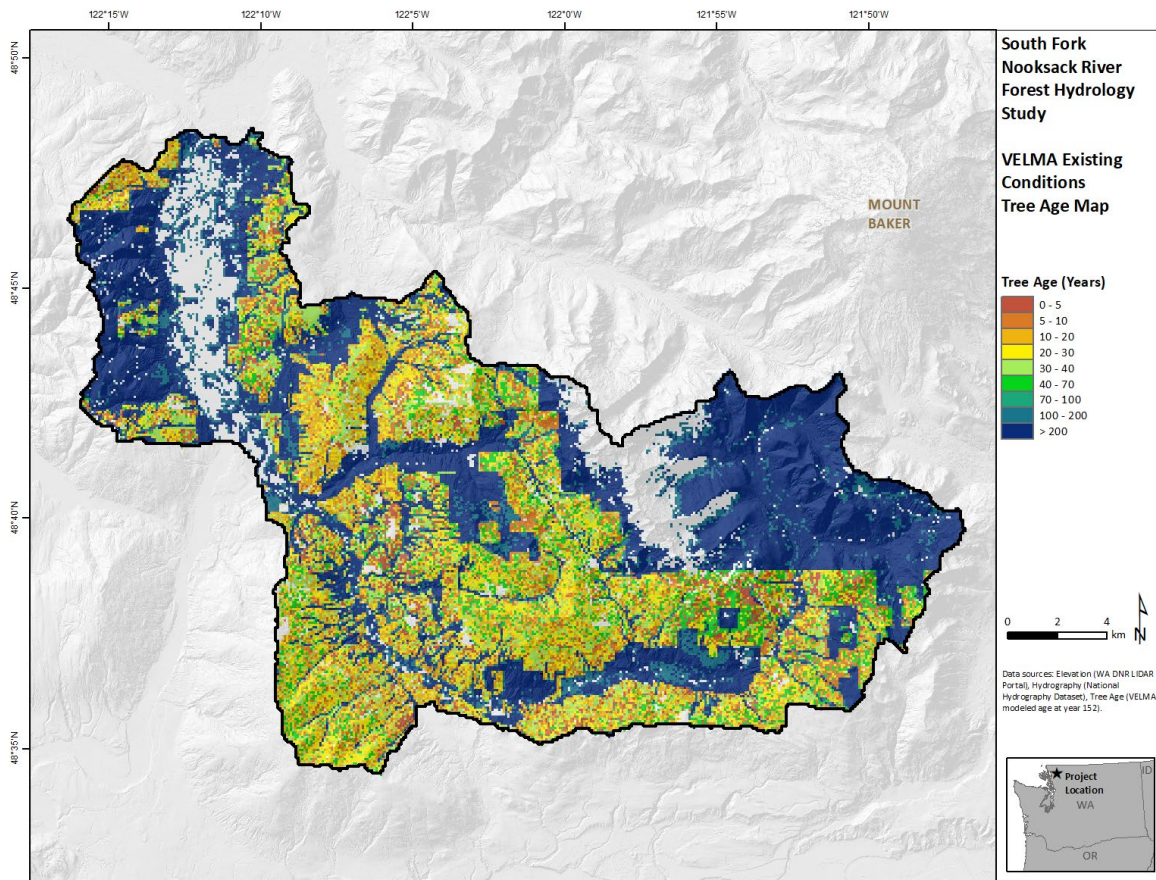 122°15'W
122°10'W
122°5'W
122°0'W
121°55'W
121°50'W
48°50'N
48°45'N
48°40'N
48°35'N
MOUNT
BAKER
South Fork
Nooksack River
Forest Hydrology
Study
VELMA Existing
Conditions
Tree Age Map
Tree Age (Years)
0 - 5
5 - 10
10 - 20
20 - 30
30 - 40
40 - 70
70 - 100
100 - 200
> 200
0 2 4
km
N
Data sources: Elevation (WA DNR LIDAR
Portal), Hydrography (National
Hydrography Dataset), Tree Age (VELMA
modeled age at year 152).
Project
Location
WA
ID
OR